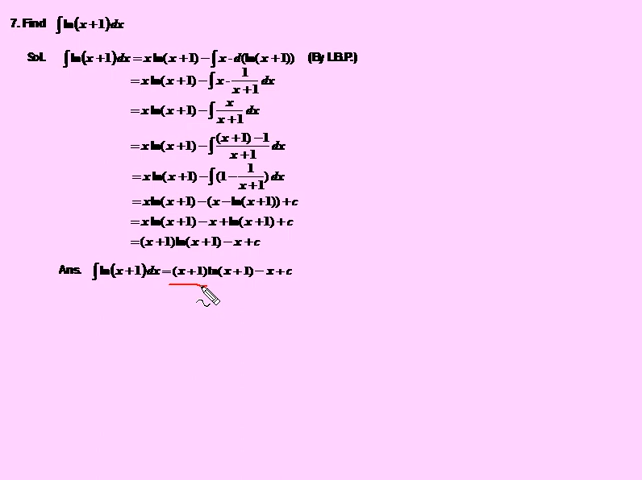 7. Find ∫ln(x+1)dx
Sol. ∫ln(x+1)dx = x ln(x+1) − ∫x·d(ln(x+1)) (By I.B.P.)
= x ln(x+1) − ∫x·1/(x+1) dx
= x ln(x+1) − ∫x/(x+1) dx
= x ln(x+1) − ∫((x+1)−1)/(x+1) dx
= x ln(x+1) − ∫(1 − 1/(x+1)) dx
= x ln(x+1) − (x − ln(x+1)) + c
= x ln(x+1) − x + ln(x+1) + c
= (x+1)ln(x+1) − x + c
Ans. ∫ln(x+1)dx = (x+1)ln(x+1) − x + c